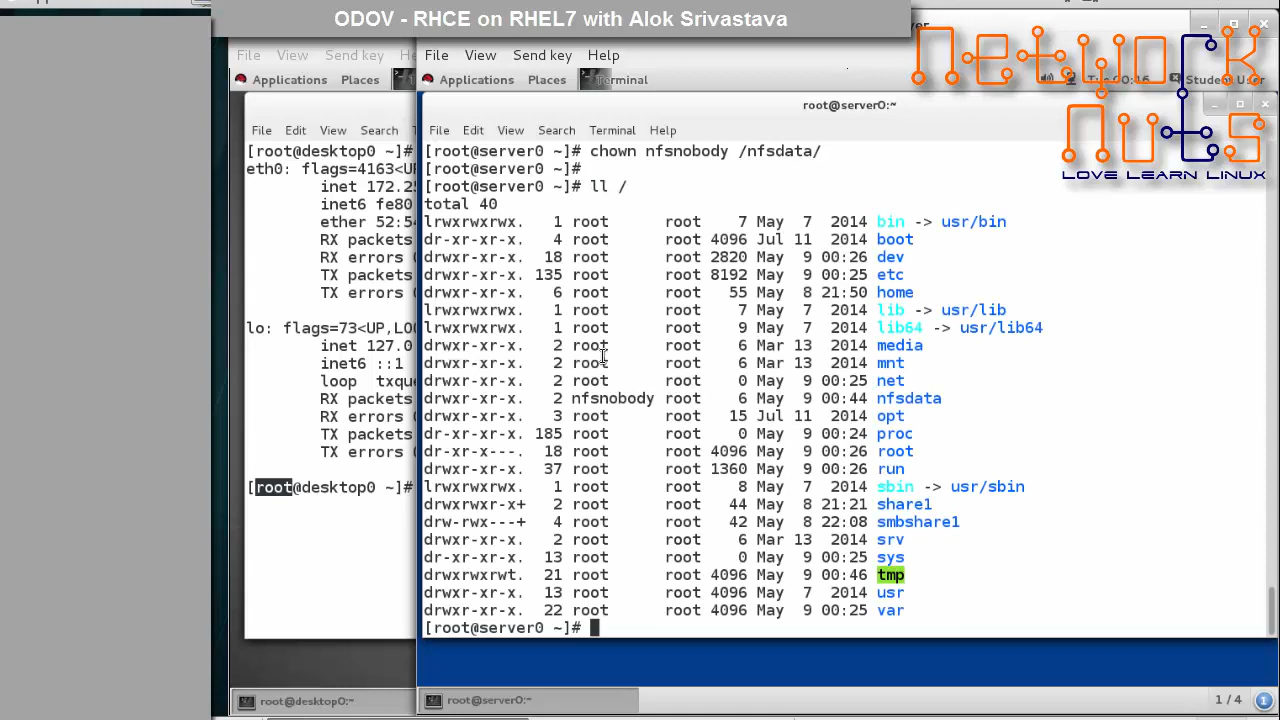 ODOV - RHCE on RHEL7 with Alok Srivastava
File View Send key
File View Send key Help
Applications Places
Applications Places Terminal
Student User
NETWORK
NUTS
LOVE LEARN LINUX
root@server0:~
File Edit View Search
File Edit View Search Terminal Help
[root@desktop0 ~]#
eth0: flags=4163<UP
inet 172.25
inet6 fe80
ether 52:54
RX packets
RX errors
TX packets
TX errors
lo: flags=73<UP,LOO
inet 127.0
inet6 ::1
loop txque
RX packets
RX errors
TX packets
TX errors
[root@desktop0 ~]#
[root@server0 ~]# chown nfsnobody /nfsdata/
[root@server0 ~]#
[root@server0 ~]# ll /
total 40
lrwxrwxrwx. 1 root root 7 May 7 2014 bin -> usr/bin
dr-xr-xr-x. 4 root root 4096 Jul 11 2014 boot
drwxr-xr-x. 18 root root 2820 May 9 00:26 dev
drwxr-xr-x. 135 root root 8192 May 9 00:25 etc
drwxr-xr-x. 6 root root 55 May 8 21:50 home
lrwxrwxrwx. 1 root root 7 May 7 2014 lib -> usr/lib
lrwxrwxrwx. 1 root root 9 May 7 2014 lib64 -> usr/lib64
drwxr-xr-x. 2 root root 6 Mar 13 2014 media
drwxr-xr-x. 2 root root 6 Mar 13 2014 mnt
drwxr-xr-x. 2 root root 0 May 9 00:25 net
drwxr-xr-x. 2 nfsnobody root 6 May 9 00:44 nfsdata
drwxr-xr-x. 3 root root 15 Jul 11 2014 opt
dr-xr-xr-x. 185 root root 0 May 9 00:24 proc
dr-xr-x---. 18 root root 4096 May 9 00:26 root
drwxr-xr-x. 37 root root 1360 May 9 00:26 run
lrwxrwxrwx. 1 root root 8 May 7 2014 sbin -> usr/sbin
drwxrwxr-x+ 2 root root 44 May 8 21:21 share1
drw-rwx---+ 4 root root 42 May 8 22:08 smbshare1
drwxr-xr-x. 2 root root 6 Mar 13 2014 srv
dr-xr-xr-x. 13 root root 0 May 9 00:25 sys
drwxrwxrwt. 21 root root 4096 May 9 00:46 tmp
drwxr-xr-x. 13 root root 4096 May 7 2014 usr
drwxr-xr-x. 22 root root 4096 May 9 00:25 var
[root@server0 ~]#
root@desktop0:~
root@server0:~
1 / 4
1